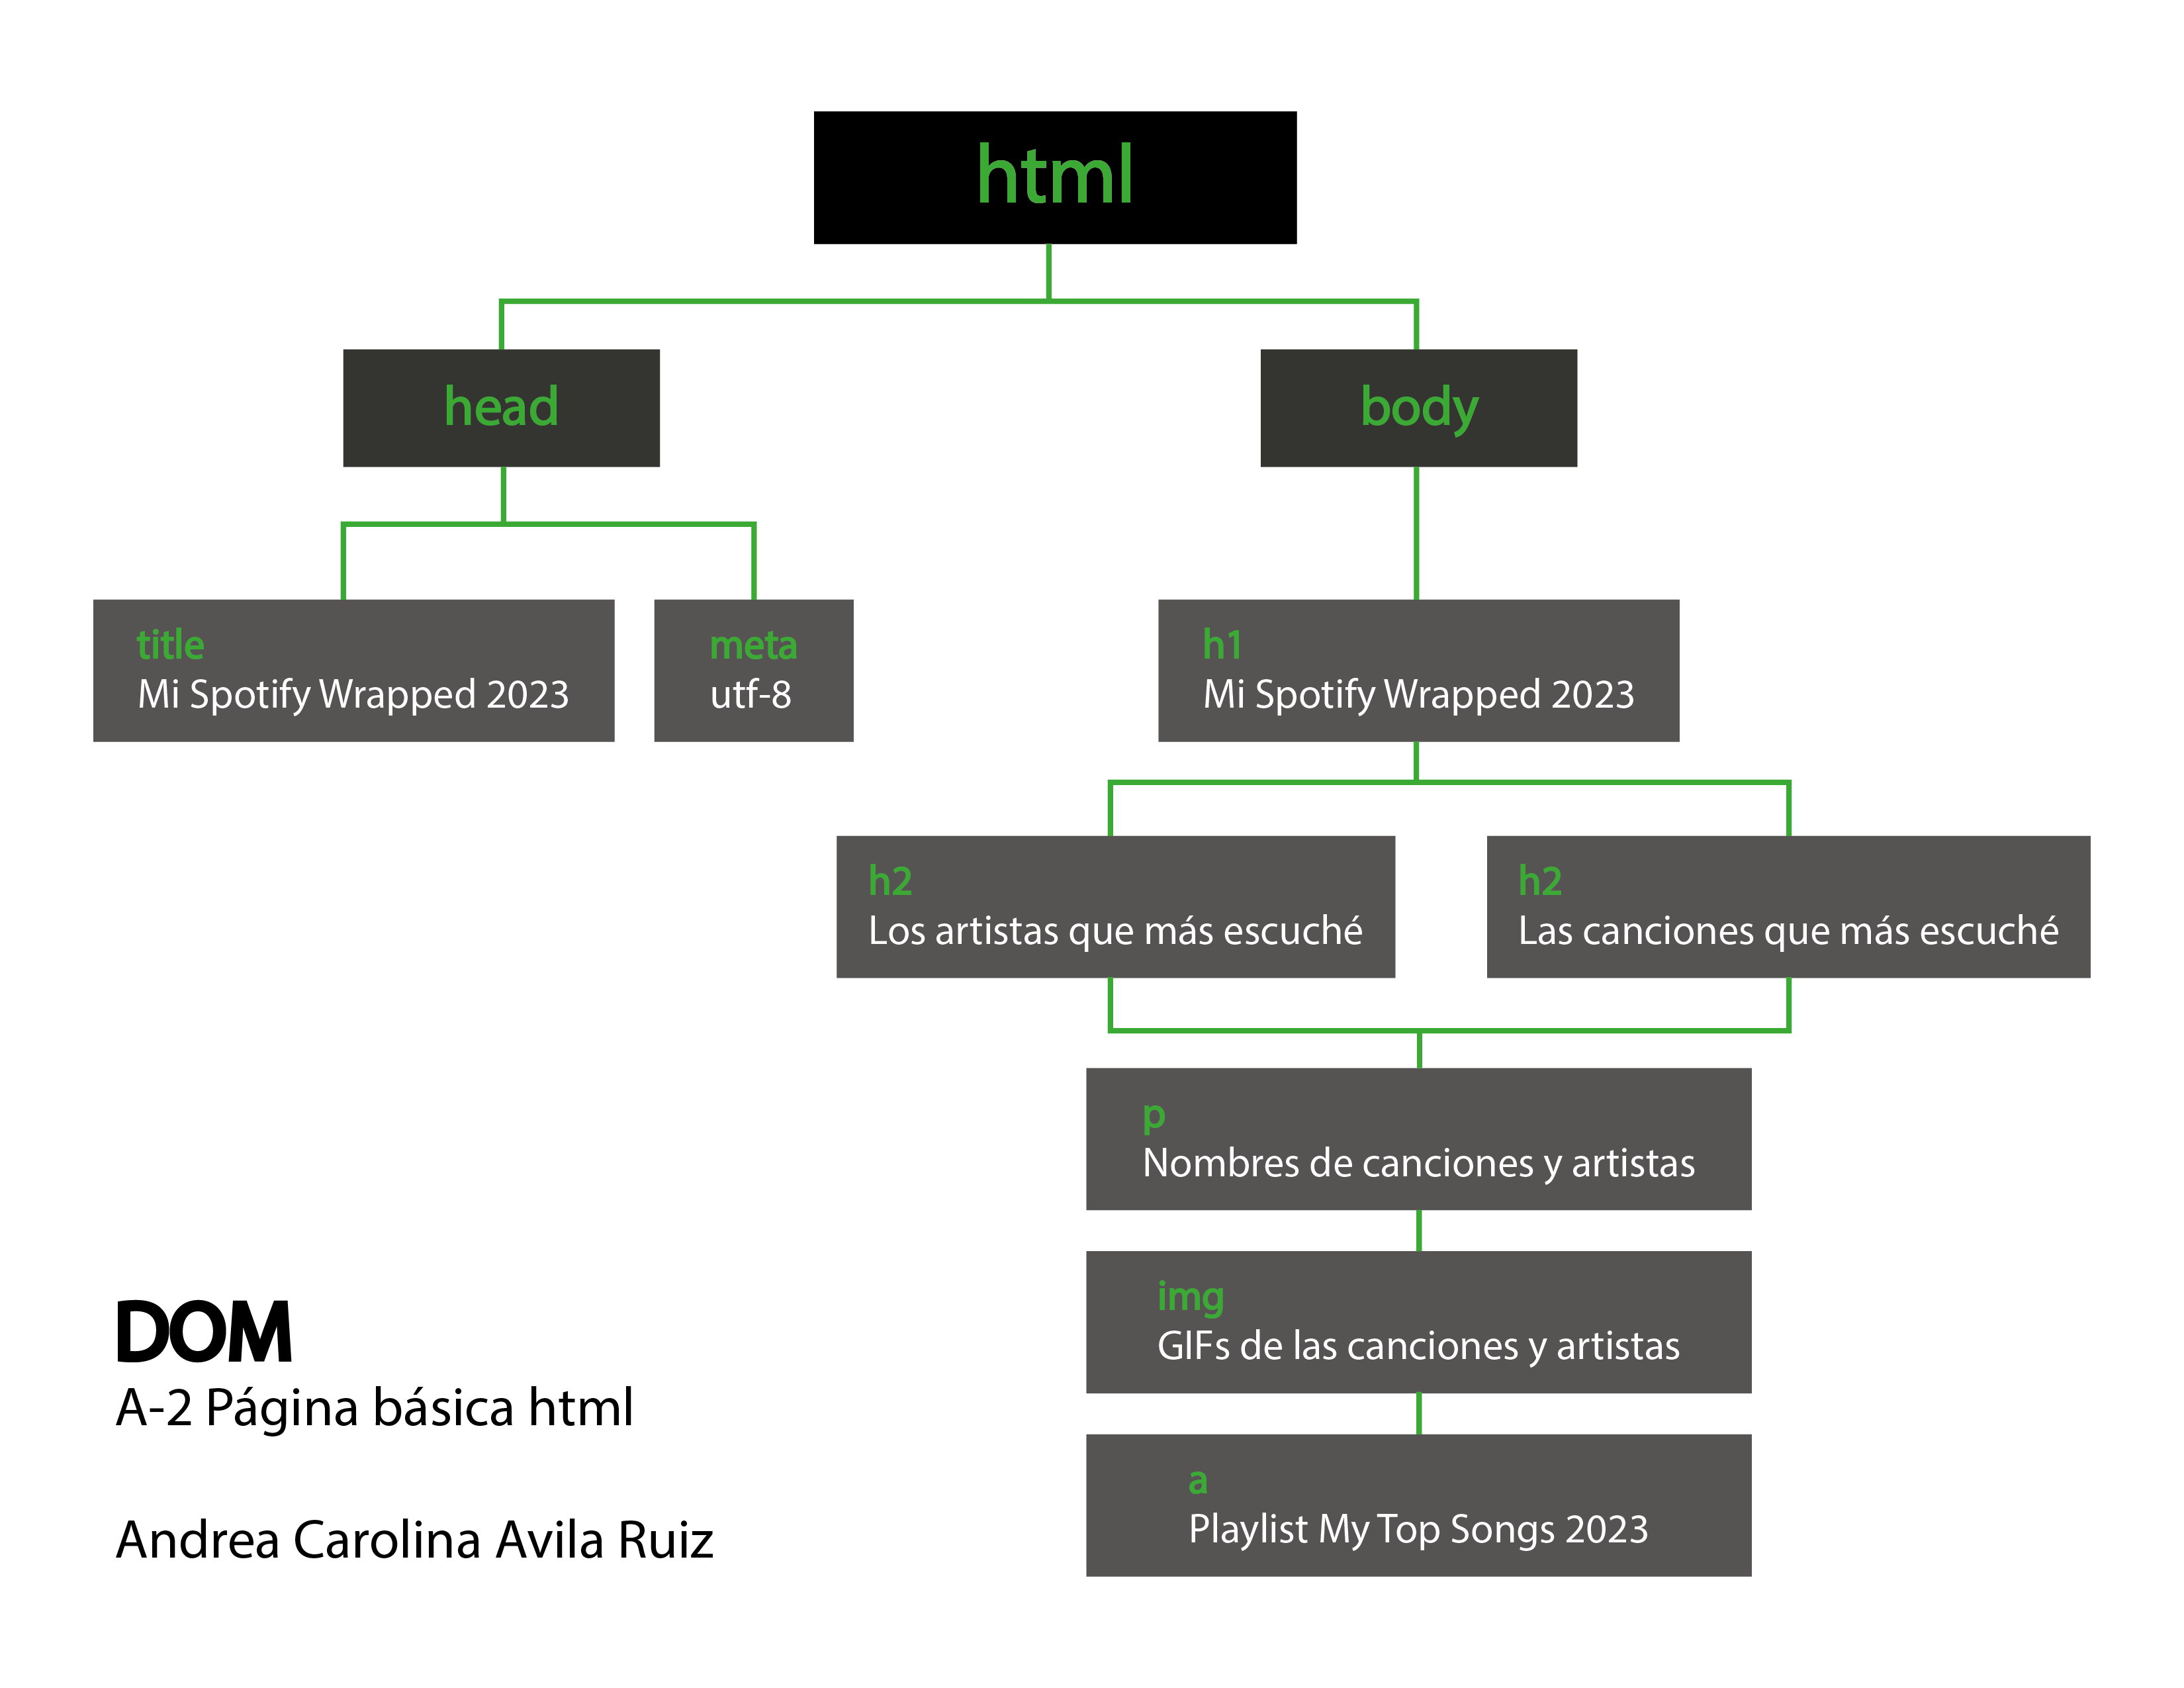 html
head
body
title
Mi Spotify Wrapped 2023
meta
utf-8
h1
Mi Spotify Wrapped 2023
h2
Los artistas que más escuché
h2
Las canciones que más escuché
p
Nombres de canciones y artistas
img
GIFs de las canciones y artistas
a
Playlist My Top Songs 2023
DOM
A-2 Página básica html
Andrea Carolina Avila Ruiz